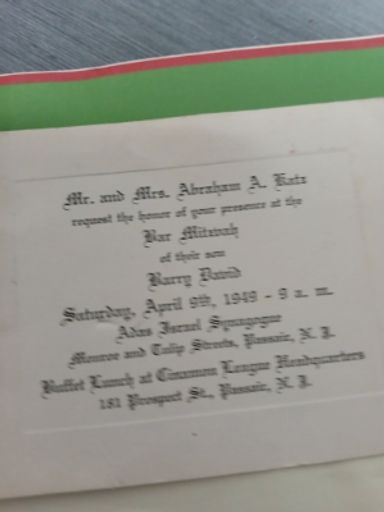 Mr. and Mrs. Abraham A. Katz
request the honor of your presence at the
Bar Mitzvah
of their son
Barry David
Saturday, April 9th, 1949 - 9 a. m.
Adas Israel Synagogue
Monroe and Tulip Streets, Passaic, N. J.
Buffet Lunch at Cinamon League Headquarters
181 Prospect St., Passaic, N. J.